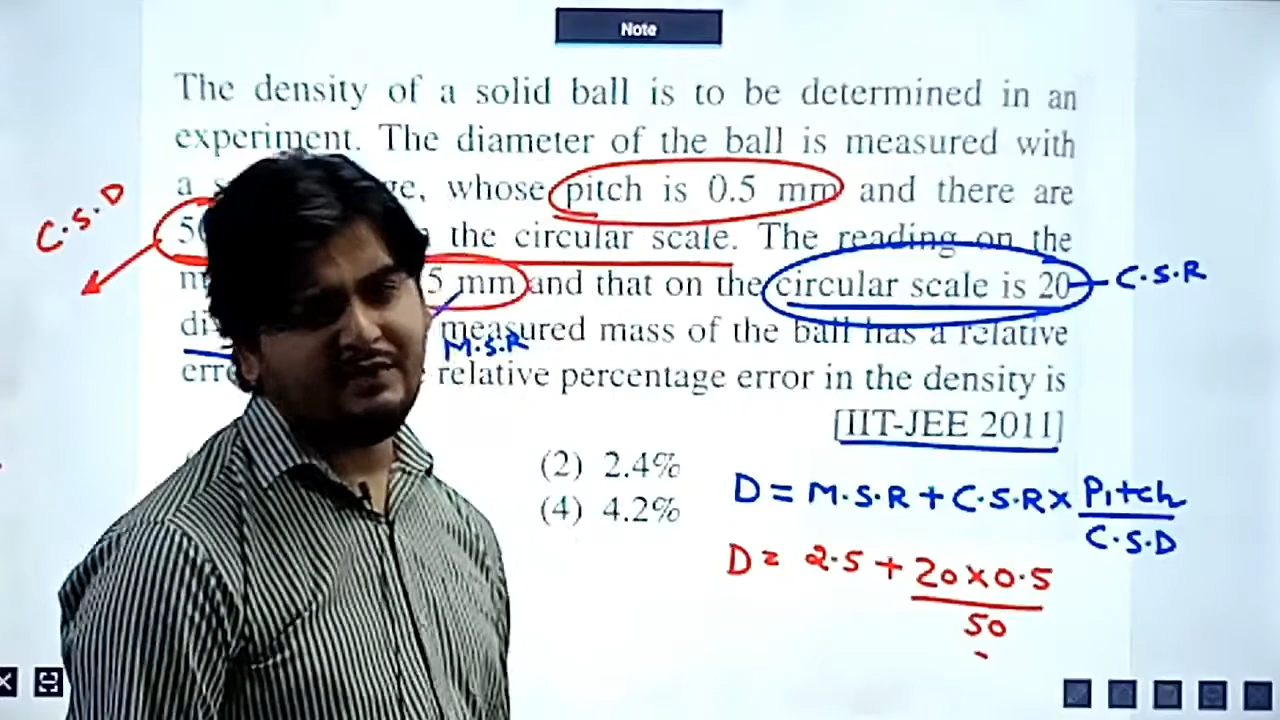 Note
The density of a solid ball is to be determined in an
experiment. The diameter of the ball is measured with
a whose pitch is 0.5 mm and there are
the circular scale. The reading on the
5 mm and that on the circular scale is 20
measured mass of the ball has a relative
relative percentage error in the density is
[IIT-JEE 2011]
(2) 2.4%
(4) 4.2%
C.S.D
C.S.R
M.S.R
D = M.S.R + C.S.R x Pitch
C.S.D
D = 2.5 + 20 x 0.5
50